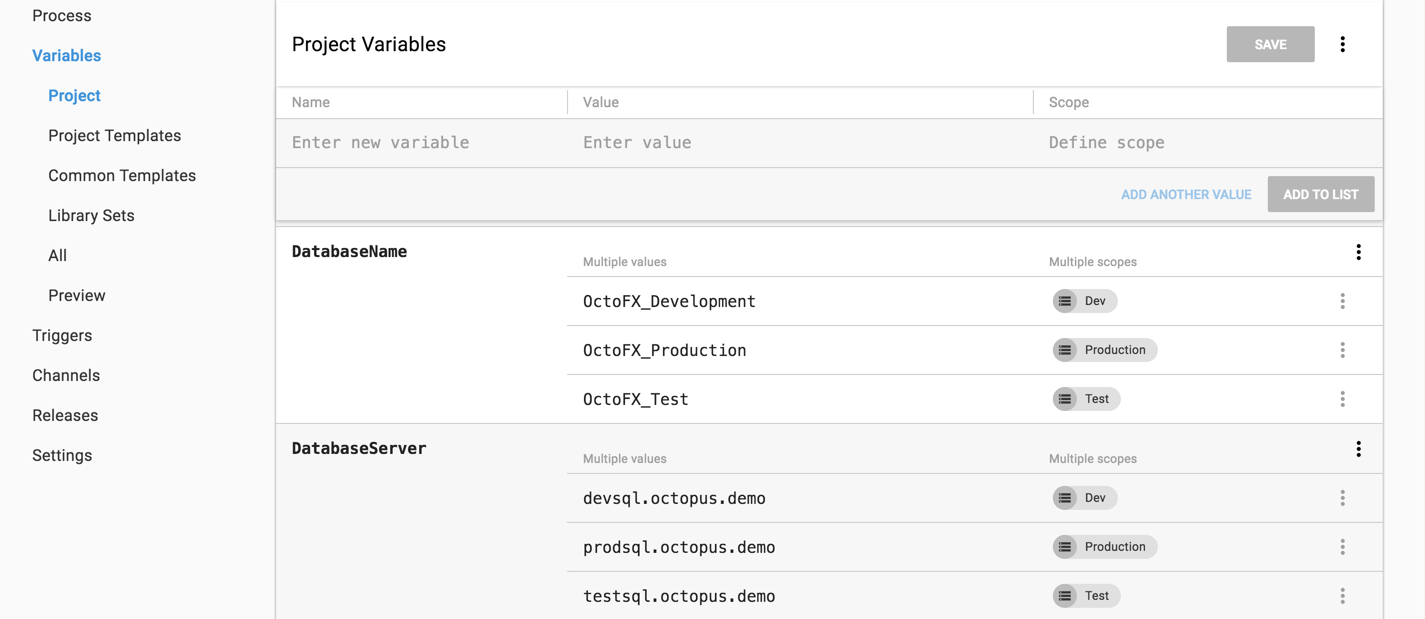 Process
Variables
Project
Project Templates
Common Templates
Library Sets
All
Preview
Triggers
Channels
Releases
Settings
Project Variables
SAVE
Name Value Scope
Enter new variable Enter value Define scope
ADD ANOTHER VALUE ADD TO LIST
DatabaseName
Multiple values Multiple scopes
OctoFX_Development Dev
OctoFX_Production Production
OctoFX_Test Test
DatabaseServer
Multiple values Multiple scopes
devsql.octopus.demo Dev
prodsql.octopus.demo Production
testsql.octopus.demo Test